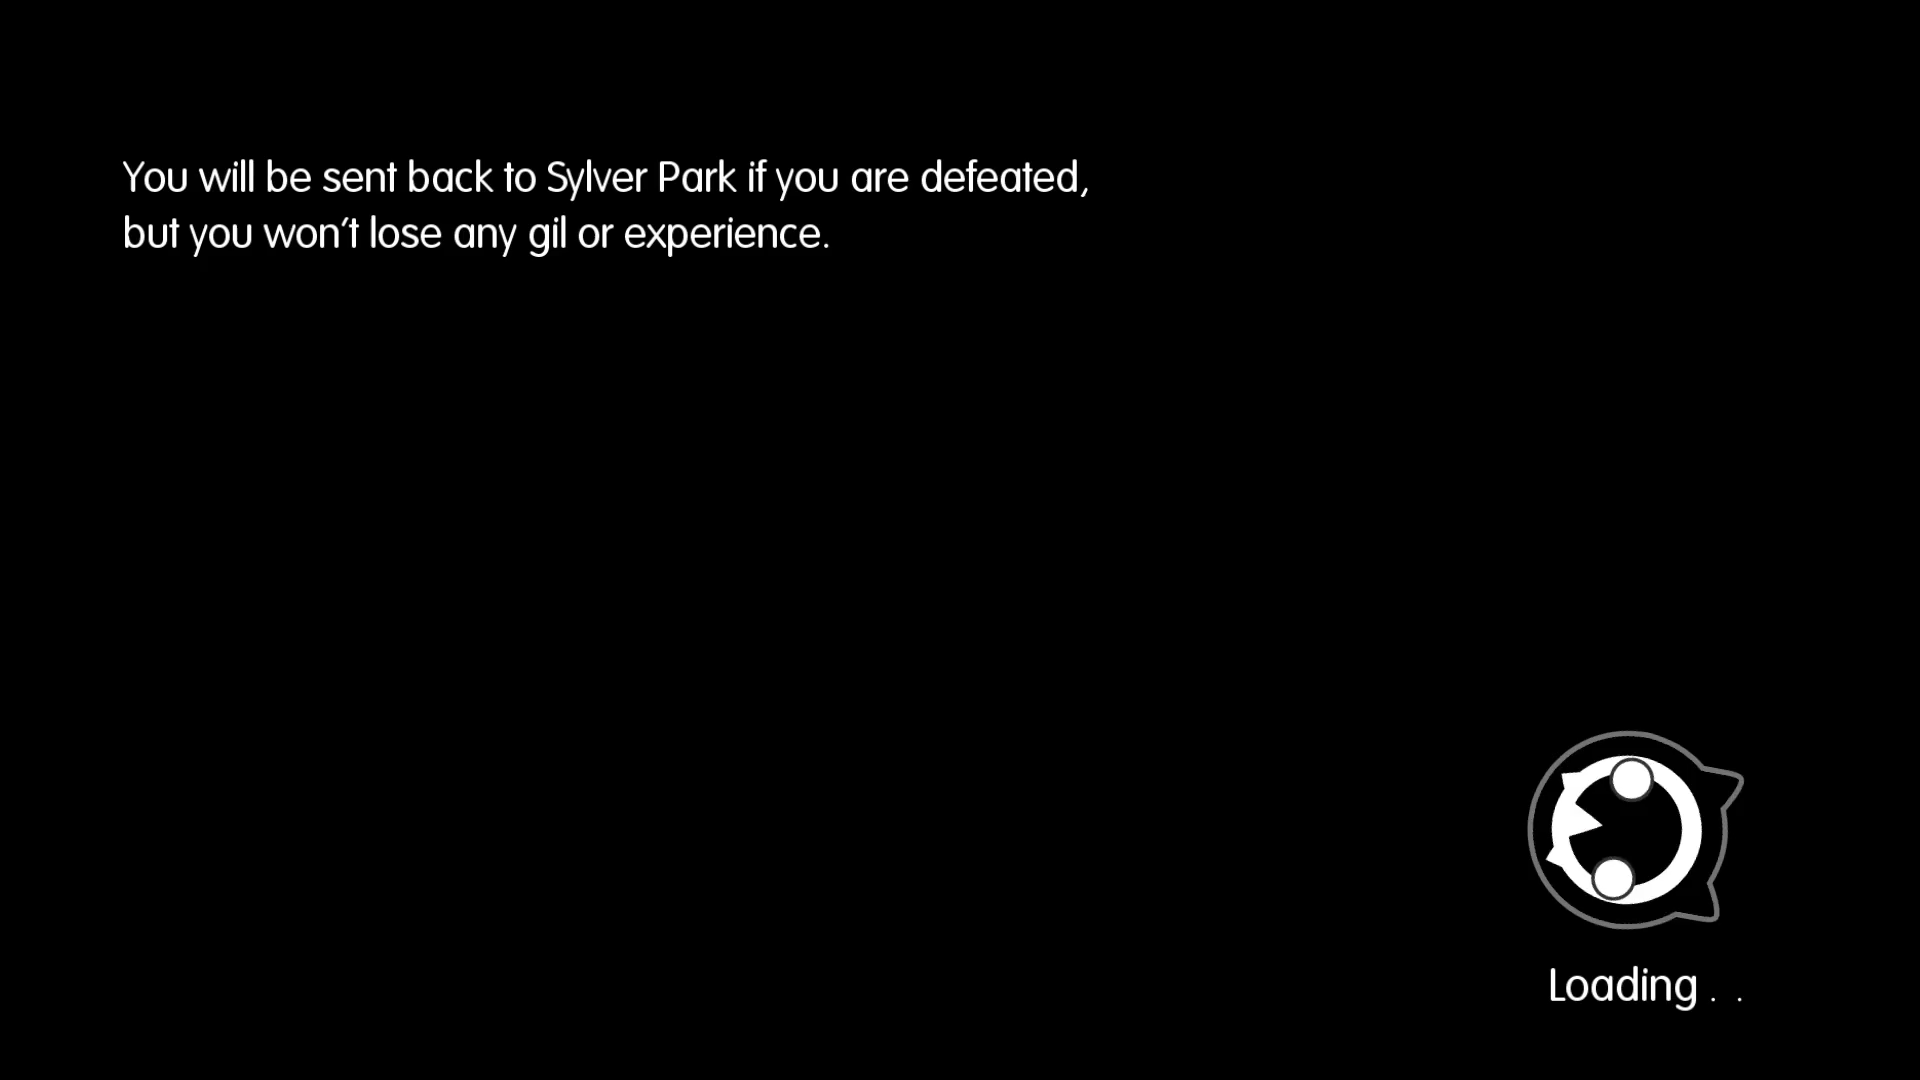 You will be sent back to Sylver Park if you are defeated,
but you won't lose any gil or experience.
Loading . .